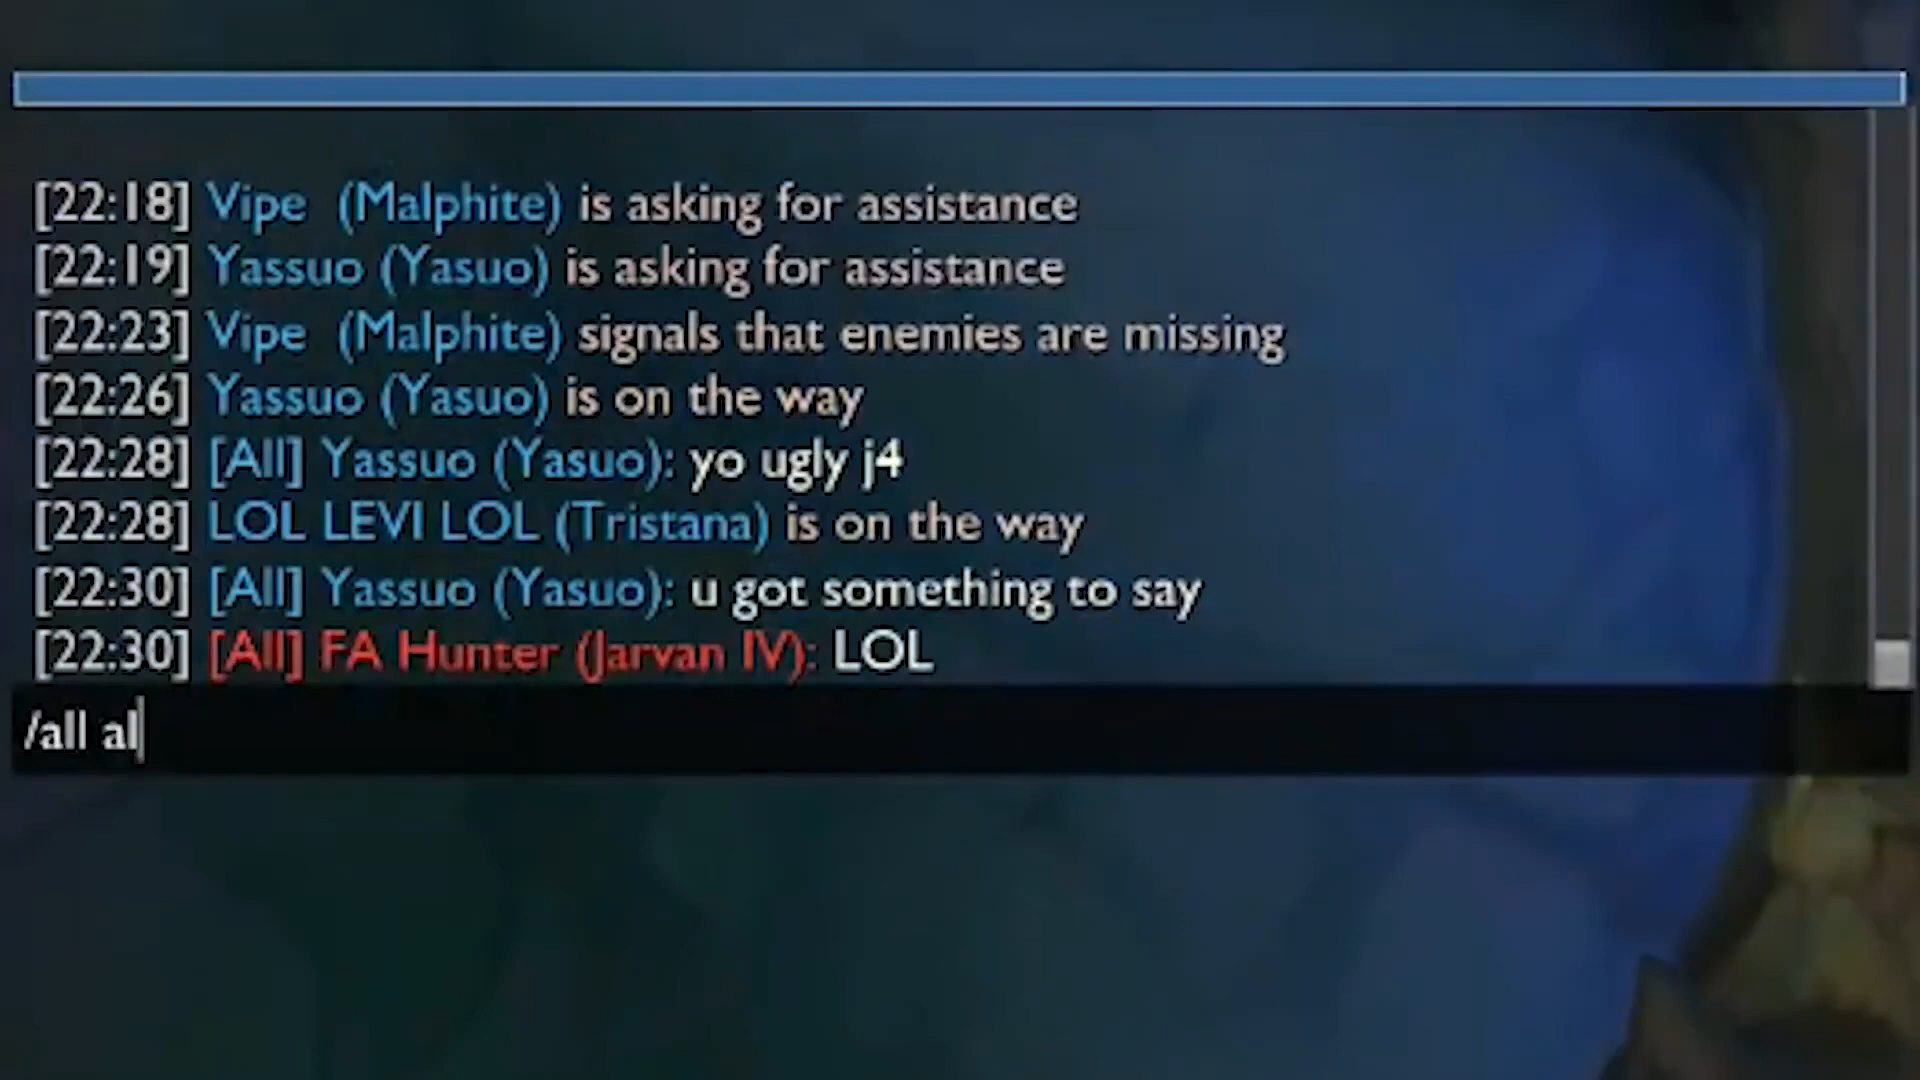 [22:18] Vipe  (Malphite) is asking for assistance
[22:19] Yassuo (Yasuo) is asking for assistance
[22:23] Vipe  (Malphite) signals that enemies are missing
[22:26] Yassuo (Yasuo) is on the way
[22:28] [All] Yassuo (Yasuo): yo ugly j4
[22:28] LOL LEVI LOL (Tristana) is on the way
[22:30] [All] Yassuo (Yasuo): u got something to say
[22:30] [All] FA Hunter (Jarvan IV): LOL
/all al